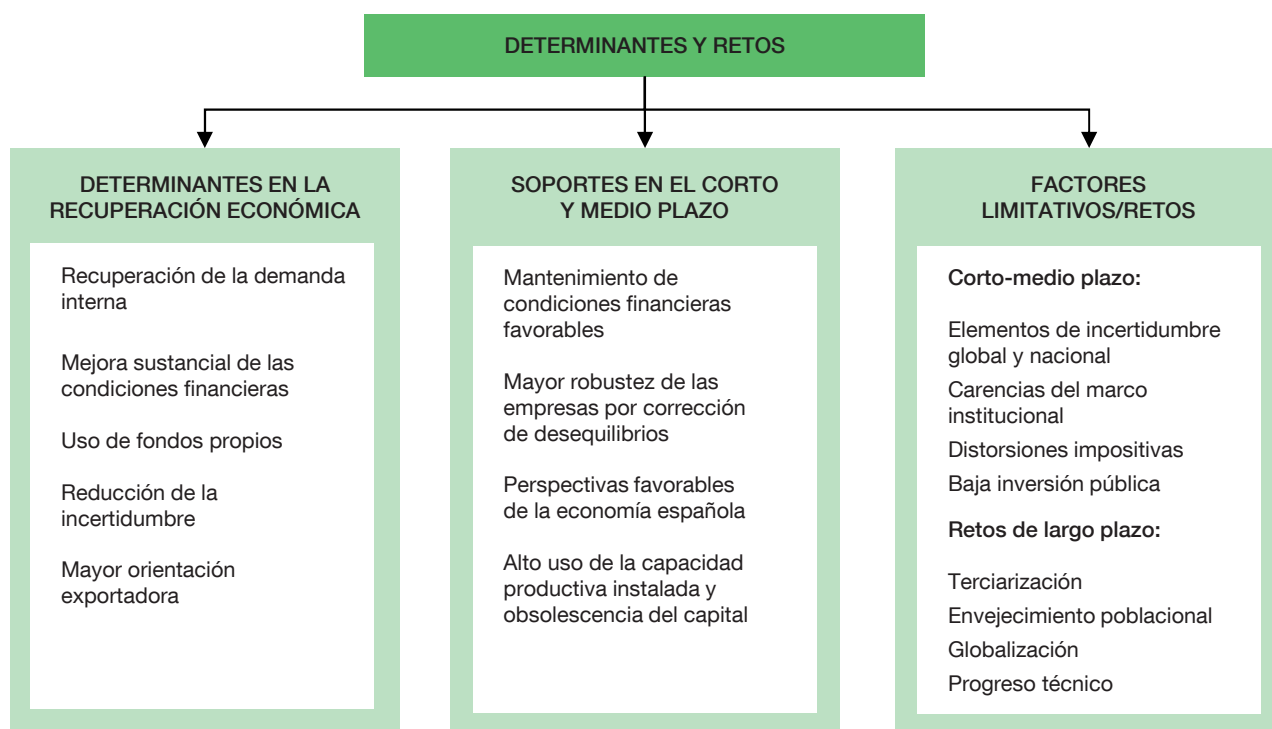 DETERMINANTES Y RETOS
DETERMINANTES EN LA
RECUPERACIÓN ECONÓMICA
Recuperación de la demanda
interna
Mejora sustancial de las
condiciones financieras
Uso de fondos propios
Reducción de la
incertidumbre
Mayor orientación
exportadora
SOPORTES EN EL CORTO
Y MEDIO PLAZO
Mantenimiento de
condiciones financieras
favorables
Mayor robustez de las
empresas por corrección
de desequilibrios
Perspectivas favorables
de la economía española
Alto uso de la capacidad
productiva instalada y
obsolescencia del capital
FACTORES
LIMITATIVOS/RETOS
Corto-medio plazo:
Elementos de incertidumbre
global y nacional
Carencias del marco
institucional
Distorsiones impositivas
Baja inversión pública
Retos de largo plazo:
Terciarización
Envejecimiento poblacional
Globalización
Progreso técnico